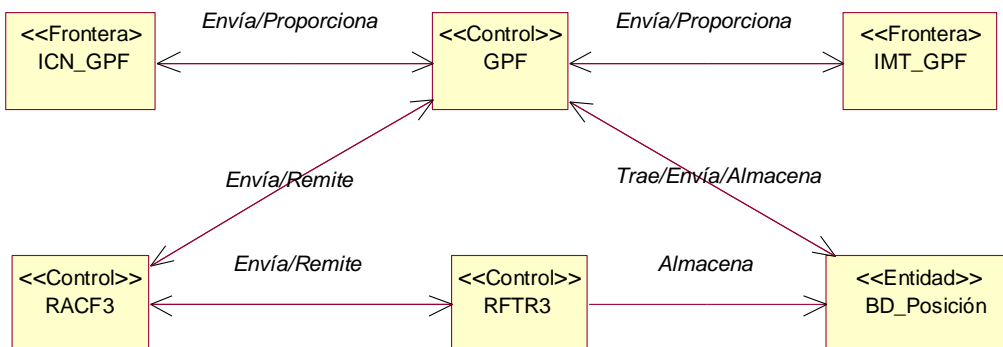 Envía/Proporciona
Envía/Proporciona
<<Frontera>
ICN_GPF
<<Control>>
GPF
<<Frontera>
IMT_GPF
Envía/Remite
Trae/Envía/Almacena
<<Control>>
RACF3
Envía/Remite
<<Control>>
RFTR3
Almacena
<<Entidad>>
BD_Posición